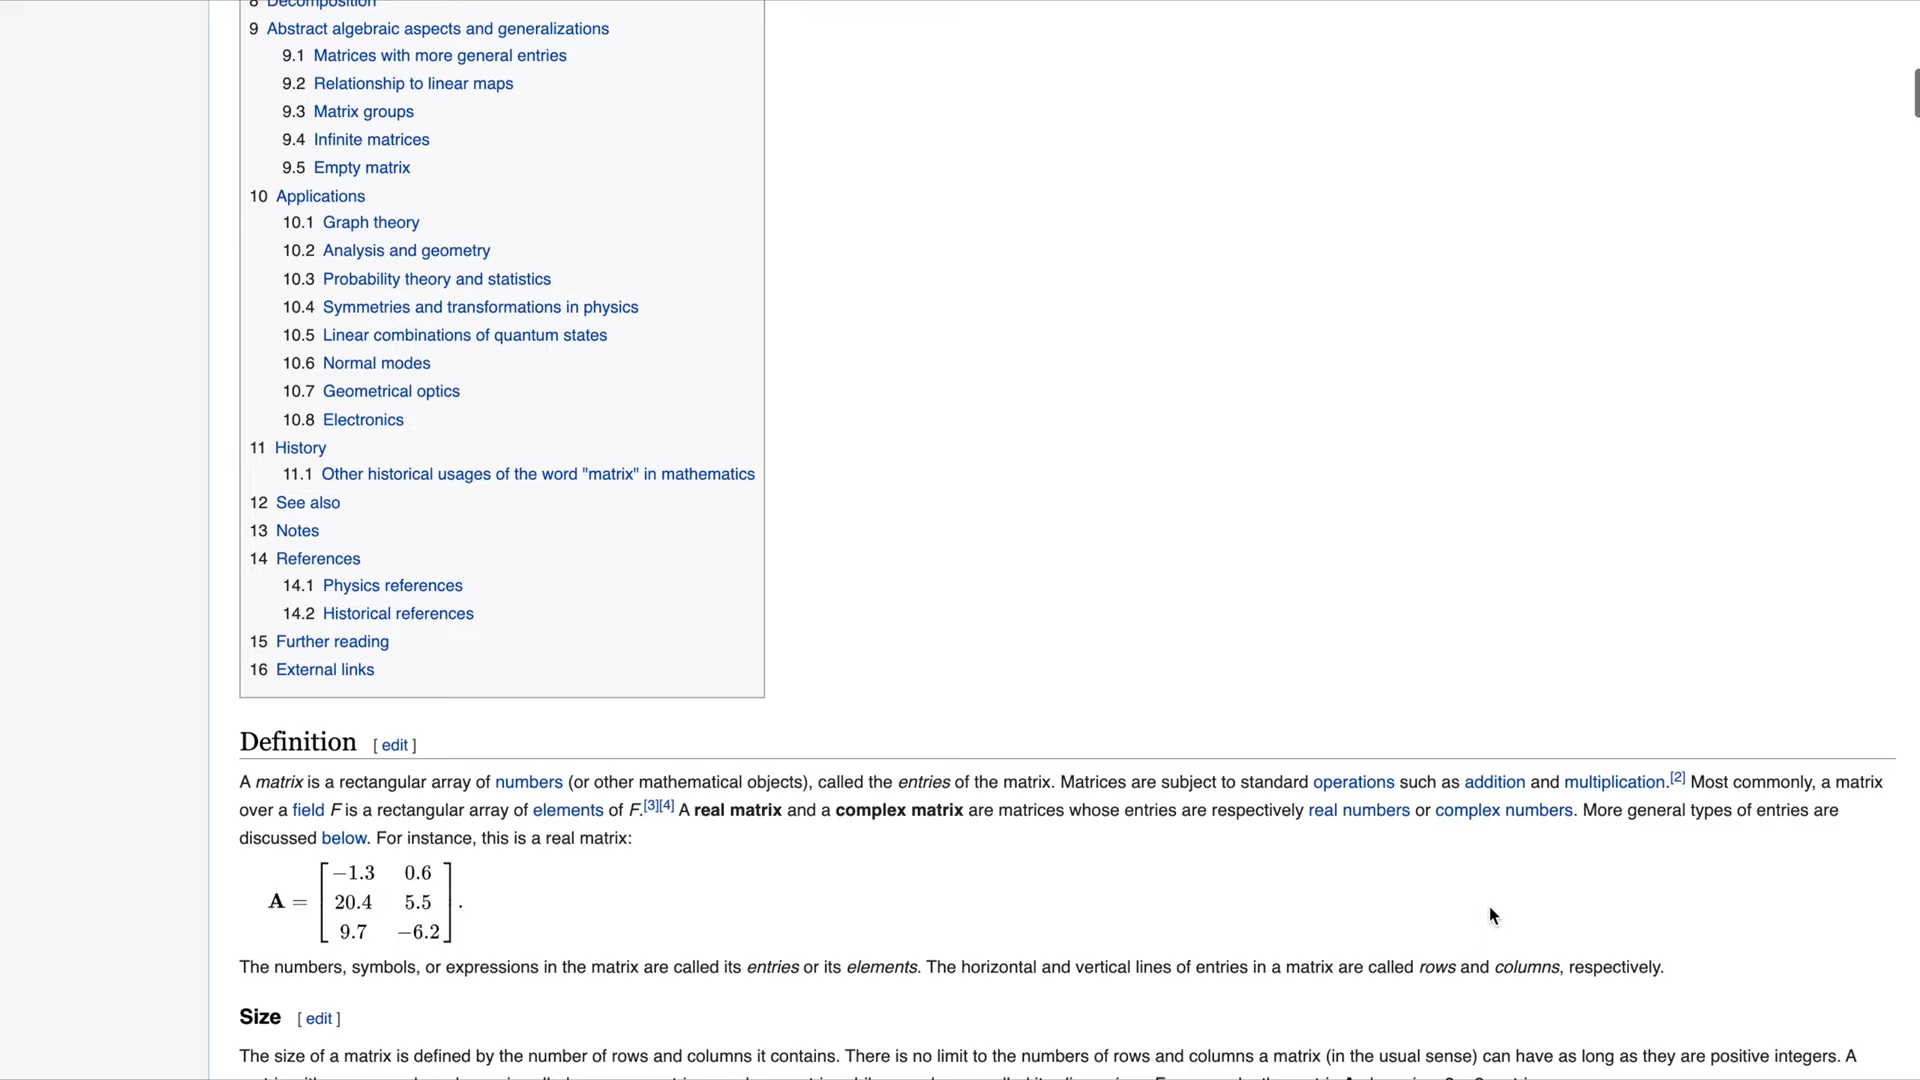 8 Decomposition
9 Abstract algebraic aspects and generalizations
9.1 Matrices with more general entries
9.2 Relationship to linear maps
9.3 Matrix groups
9.4 Infinite matrices
9.5 Empty matrix
10 Applications
10.1 Graph theory
10.2 Analysis and geometry
10.3 Probability theory and statistics
10.4 Symmetries and transformations in physics
10.5 Linear combinations of quantum states
10.6 Normal modes
10.7 Geometrical optics
10.8 Electronics
11 History
11.1 Other historical usages of the word "matrix" in mathematics
12 See also
13 Notes
14 References
14.1 Physics references
14.2 Historical references
15 Further reading
16 External links
Definition [ edit ]
A matrix is a rectangular array of numbers (or other mathematical objects), called the entries of the matrix. Matrices are subject to standard operations such as addition and multiplication.[2] Most commonly, a matrix
over a field F is a rectangular array of elements of F.[3][4] A real matrix and a complex matrix are matrices whose entries are respectively real numbers or complex numbers. More general types of entries are
discussed below. For instance, this is a real matrix:
−1.3 0.6
A = 20.4 5.5 .
9.7 −6.2
The numbers, symbols, or expressions in the matrix are called its entries or its elements. The horizontal and vertical lines of entries in a matrix are called rows and columns, respectively.
Size [ edit ]
The size of a matrix is defined by the number of rows and columns it contains. There is no limit to the numbers of rows and columns a matrix (in the usual sense) can have as long as they are positive integers. A